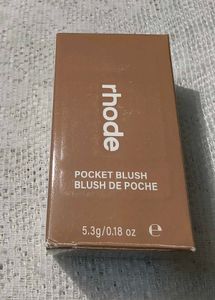 rhode
POCKET BLUSH
BLUSH DE POCHE
5.3g/0.18 oz ℮